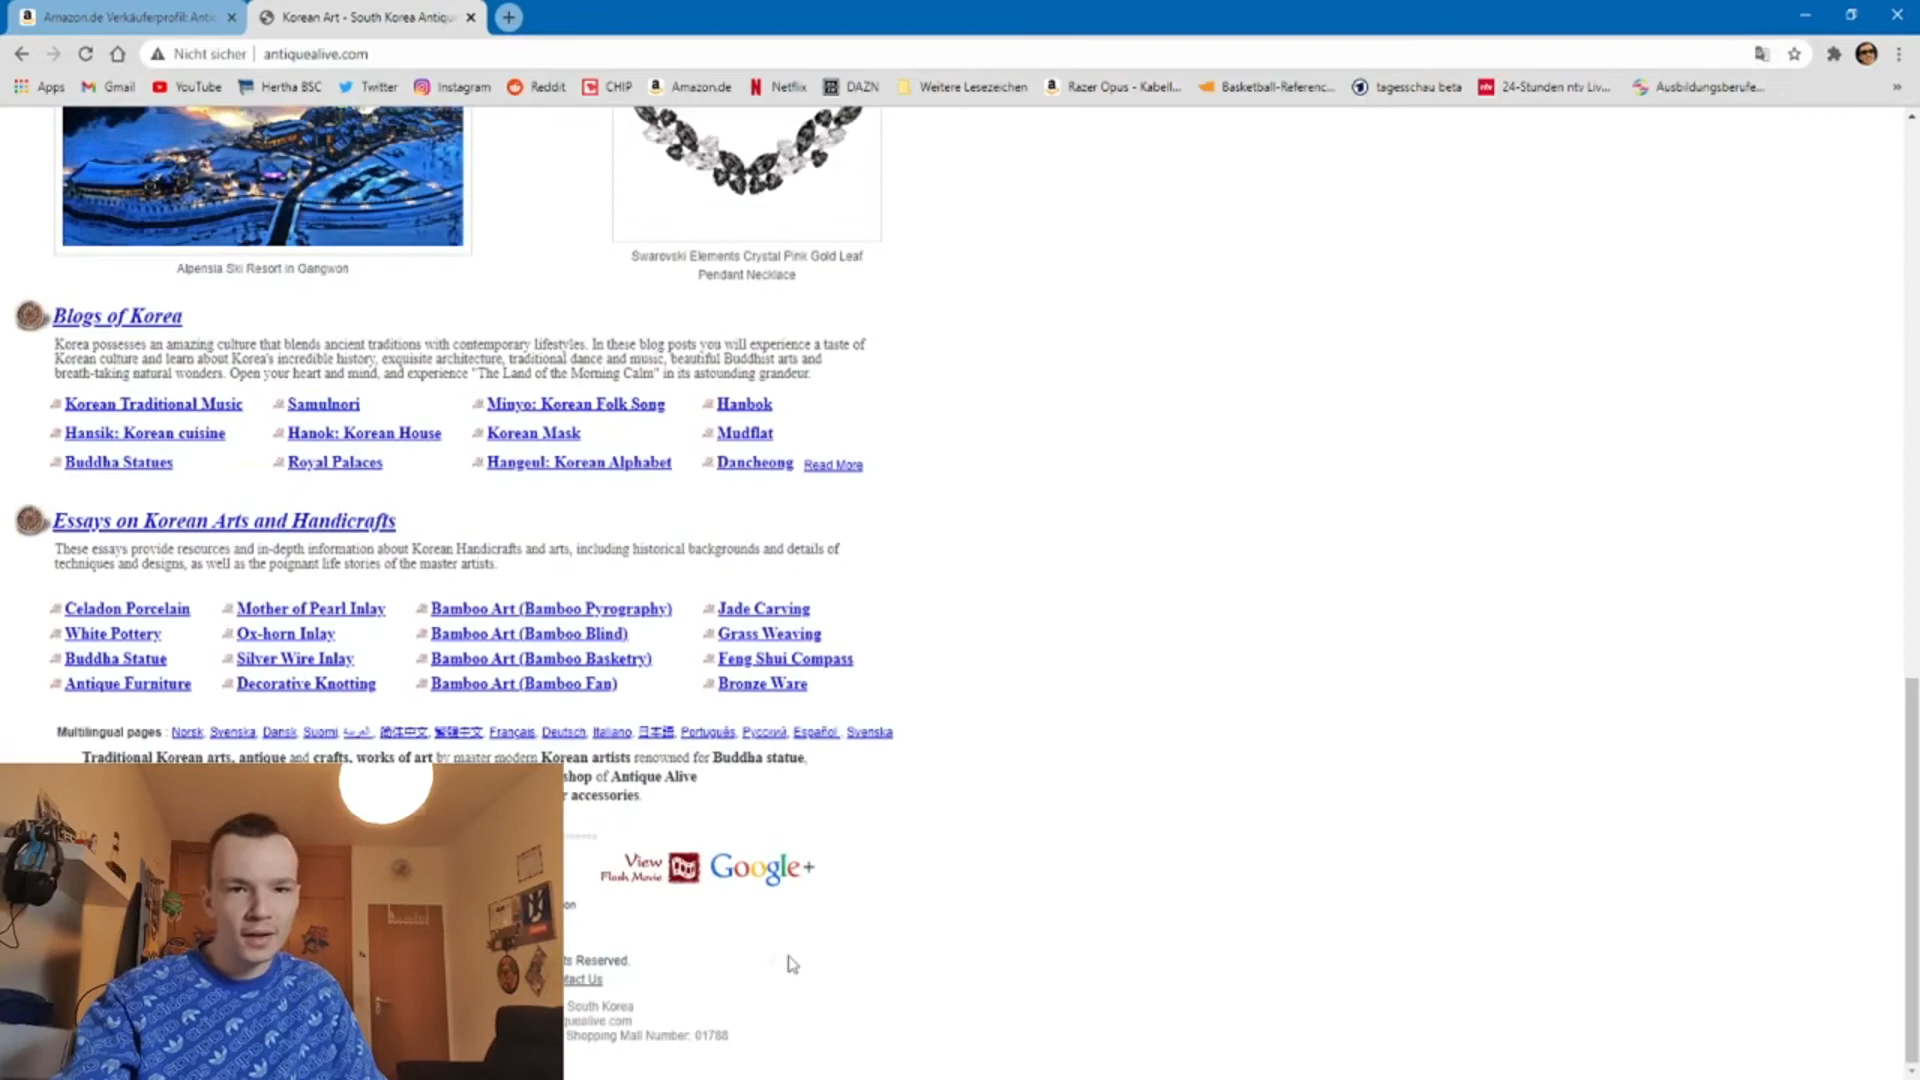 Amazon.de Verkäuferprofil: Anti
Korean Art - South Korea Antiqu
Nicht sicher | antiquealive.com
Apps Gmail YouTube Hertha BSC Twitter Instagram Reddit CHIP Amazon.de Netflix DAZN Weitere Lesezeichen Razer Opus - Kabell... Basketball-Referenc... tagesschau beta 24-Stunden ntv Liv... Ausbildungsberufe... »
Alpensia Ski Resort in Gangwon
Swarovski Elements Crystal Pink Gold Leaf
Pendant Necklace
Blogs of Korea
Korea possesses an amazing culture that blends ancient traditions with contemporary lifestyles. In these blog posts you will experience a taste of
Korean culture and learn about Korea's incredible history, exquisite architecture, traditional dance and music, beautiful Buddhist arts and
breath-taking natural wonders. Open your heart and mind, and experience "The Land of the Morning Calm" in its astounding grandeur.
Korean Traditional Music Samulnori Minyo: Korean Folk Song Hanbok
Hansik: Korean cuisine Hanok: Korean House Korean Mask Mudflat
Buddha Statues Royal Palaces Hangeul: Korean Alphabet Dancheong Read More
Essays on Korean Arts and Handicrafts
These essays provide resources and in-depth information about Korean Handicrafts and arts, including historical backgrounds and details of
techniques and designs, as well as the poignant life stories of the master artists.
Celadon Porcelain Mother of Pearl Inlay Bamboo Art (Bamboo Pyrography) Jade Carving
White Pottery Ox-horn Inlay Bamboo Art (Bamboo Blind) Grass Weaving
Buddha Statue Silver Wire Inlay Bamboo Art (Bamboo Basketry) Feng Shui Compass
Antique Furniture Decorative Knotting Bamboo Art (Bamboo Fan) Bronze Ware
Multilingual pages : Norsk, Svenska, Dansk, Suomi, 简体中文, 繁體中文, Français, Deutsch, Italiano, 日本語, Português, Русский, Español, Svenska
Traditional Korean arts, antique and crafts, works of art by master modern Korean artists renowned for Buddha statue,
shop of Antique Alive
r accessories.
View
Flash Movie
Google+
on
ts Reserved.
tact Us
South Korea
quealive.com
Shopping Mall Number: 01788